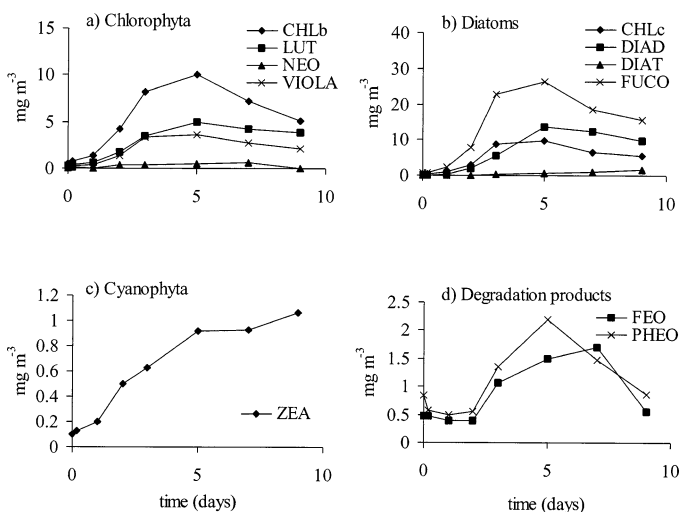 a) Chlorophyta
CHLb
LUT
NEO
VIOLA
mg m-3
15
10
5
0
0
5
10
b) Diatoms
CHLc
DIAD
DIAT
FUCO
mg m-3
40
30
20
10
0
0
5
10
c) Cyanophyta
ZEA
mg m-3
1.2
1
0.8
0.6
0.4
0.2
0
0
5
10
time (days)
d) Degradation products
FEO
PHEO
mg m-3
2.5
2
1.5
1
0.5
0
0
5
10
time (days)